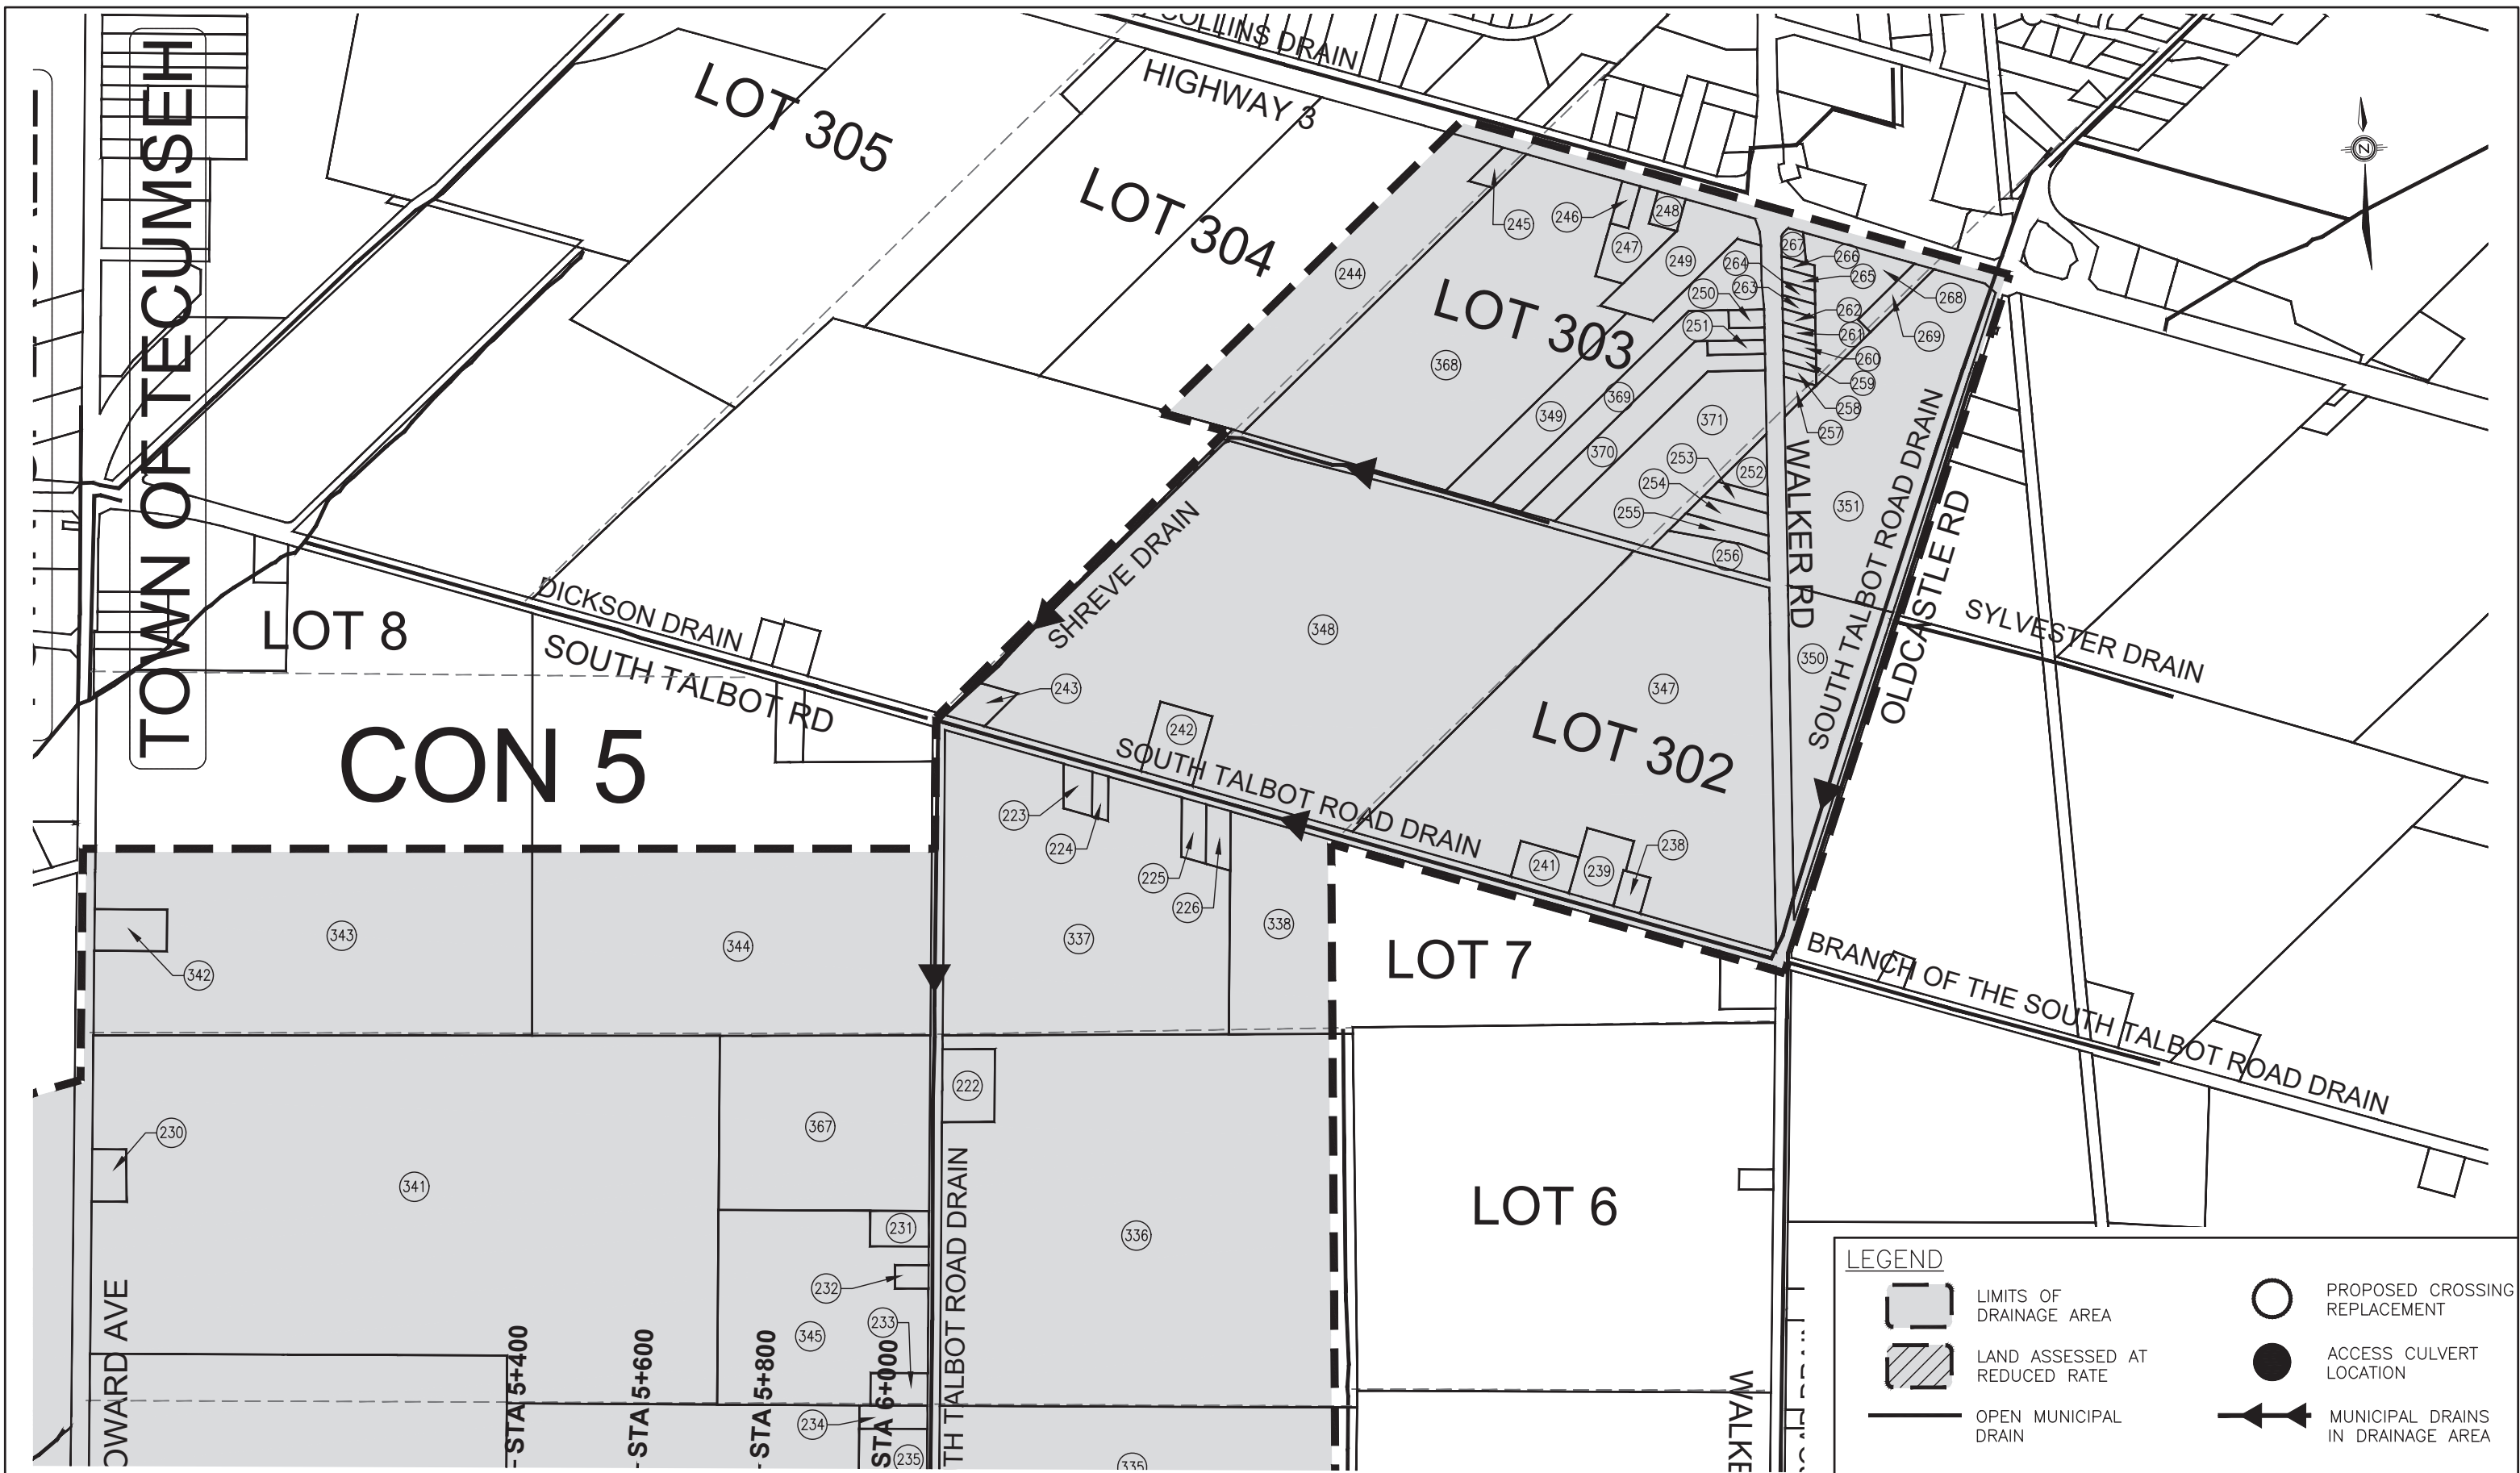 COLLINS DRAIN
HIGHWAY 3
TOWN OF TECUMSEH
LOT 305
LOT 304
LOT 303
N
245
246
248
247
249
244
267
266
264
265
263
250
268
262
251
261
269
260
259
258
257
368
369
349
371
370
253
252
254
255
256
351
WALKER RD
SOUTH TALBOT ROAD DRAIN
OLDCASTLE RD
SYLVESTER DRAIN
SHREVE DRAIN
DICKSON DRAIN
SOUTH TALBOT RD
LOT 8
CON 5
348
350
347
LOT 302
243
242
SOUTH TALBOT ROAD DRAIN
223
224
225
226
241
239
238
337
338
LOT 7
BRANCH OF THE SOUTH TALBOT ROAD DRAIN
343
344
342
222
230
367
341
231
336
LOT 6
232
233
345
234
235
335
OWARD AVE
STA 5+400
STA 5+600
STA 5+800
STA 6+000
TH TALBOT ROAD DRAIN
WALKE
LEGEND
LIMITS OF
DRAINAGE AREA
LAND ASSESSED AT
REDUCED RATE
OPEN MUNICIPAL
DRAIN
PROPOSED CROSSING
REPLACEMENT
ACCESS CULVERT
LOCATION
MUNICIPAL DRAINS
IN DRAINAGE AREA